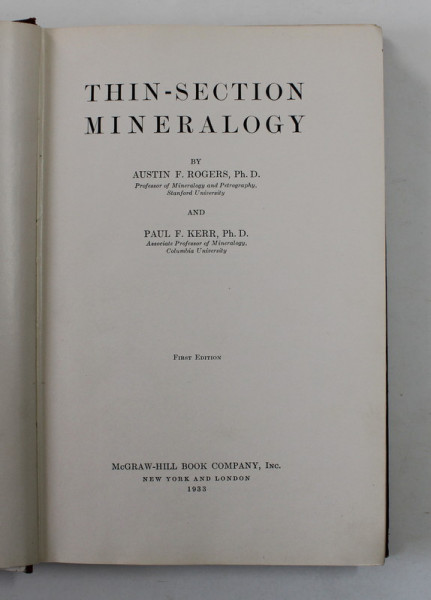 THIN-SECTION
MINERALOGY
BY
AUSTIN F. ROGERS, Ph. D.
Professor of Mineralogy and Petrography,
Stanford University
AND
PAUL F. KERR, Ph. D.
Associate Professor of Mineralogy,
Columbia University
First Edition
McGRAW-HILL BOOK COMPANY, Inc.
NEW YORK AND LONDON
1933